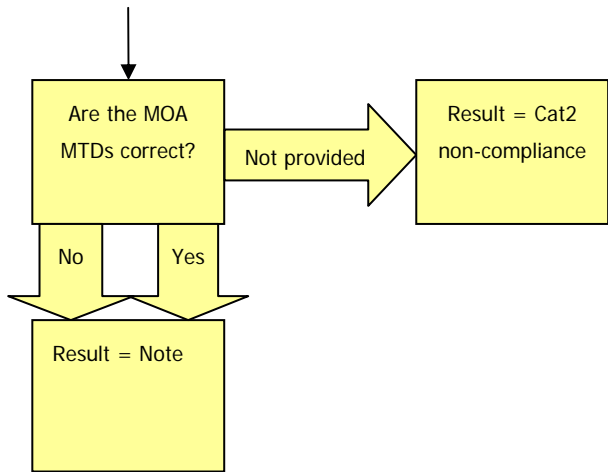 Are the MOA
MTDs correct?
Not provided
Result = Cat2
non-compliance
No
Yes
Result = Note